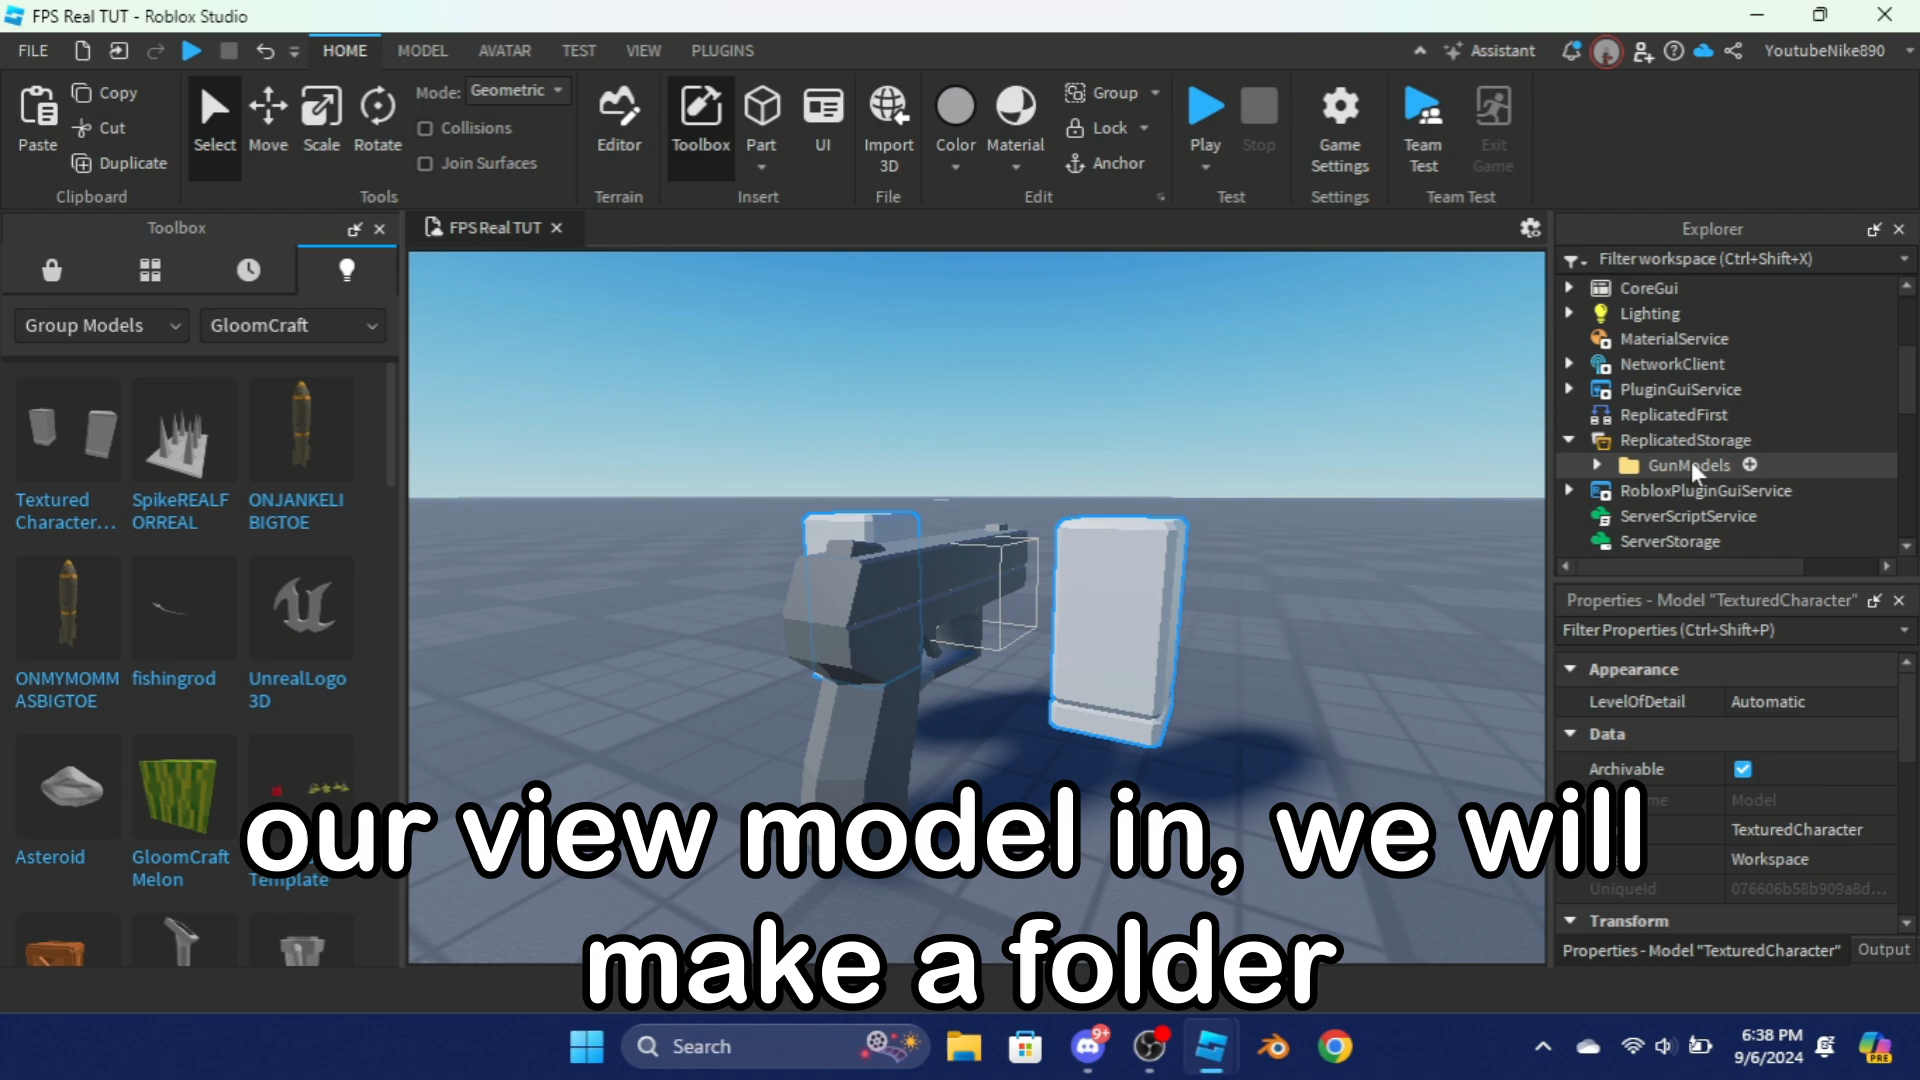 FPS Real TUT - Roblox Studio
FILE
HOME
MODEL
AVATAR
TEST
VIEW
PLUGINS
Assistant
YoutubeNike890
Paste
Copy
Cut
Duplicate
Clipboard
Select
Move
Scale
Rotate
Mode: Geometric
Collisions
Join Surfaces
Tools
Editor
Terrain
Toolbox
Part
UI
Insert
Import
3D
File
Color
Material
Group
Lock
Anchor
Edit
Play
Stop
Test
Game
Settings
Settings
Team
Test
Exit
Game
Team Test
Toolbox
Group Models
GloomCraft
Textured
Character...
SpikeREALF
ORREAL
ONJANKELI
BIGTOE
ONMYMOMM
ASBIGTOE
fishingrod
UnrealLogo
3D
Asteroid
GloomCraft
Melon
Template
FPS Real TUT
our view model in, we will
make a folder
Explorer
Filter workspace (Ctrl+Shift+X)
CoreGui
Lighting
MaterialService
NetworkClient
PluginGuiService
ReplicatedFirst
ReplicatedStorage
GunModels
RobloxPluginGuiService
ServerScriptService
ServerStorage
Properties - Model "TexturedCharacter"
Filter Properties (Ctrl+Shift+P)
Appearance
LevelOfDetail Automatic
Data
Archivable
Model
TexturedCharacter
Workspace
UniqueId 076606b58b909a8d...
Transform
Properties - Model "TexturedCharacter"
Output
Search
9+
6:38 PM
9/6/2024
PRE